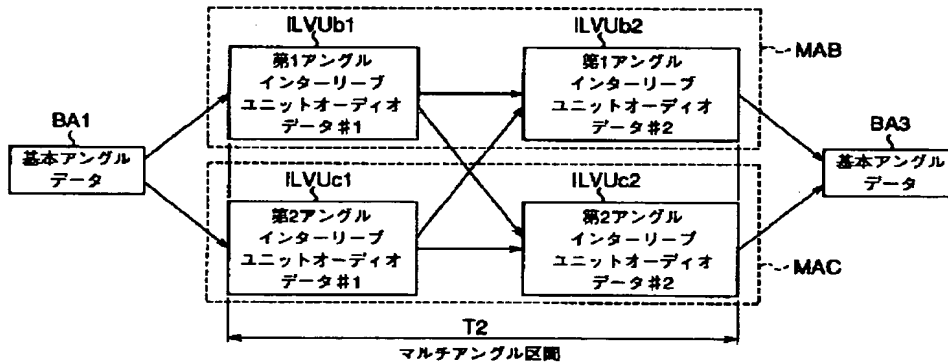 ILVUb1
ILVUb2
MAB
第1アングル
インターリーブ
ユニットオーディオ
データ#1
第1アングル
インターリーブ
ユニットオーディオ
データ#2
BA1
基本アングル
データ
BA3
基本アングル
データ
ILVUc1
ILVUc2
第2アングル
インターリーブ
ユニットオーディオ
データ#1
第2アングル
インターリーブ
ユニットオーディオ
データ#2
MAC
T2
マルチアングル区間